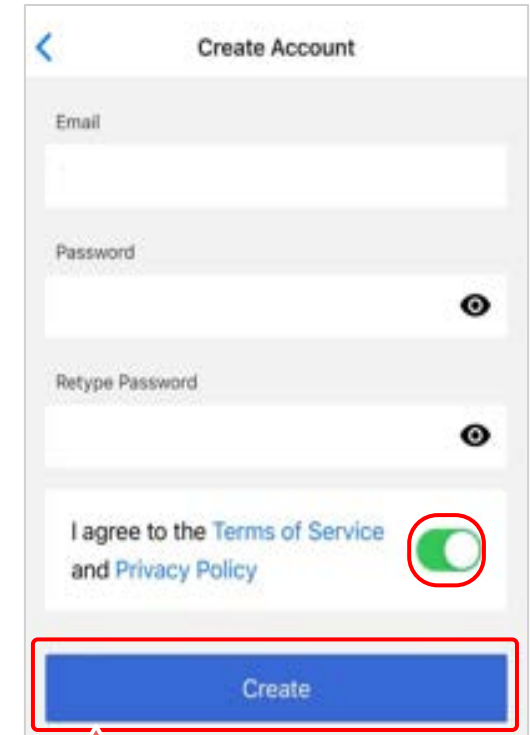 Create Account
Email
Password
Retype Password
I agree to the Terms of Service
and Privacy Policy
Create